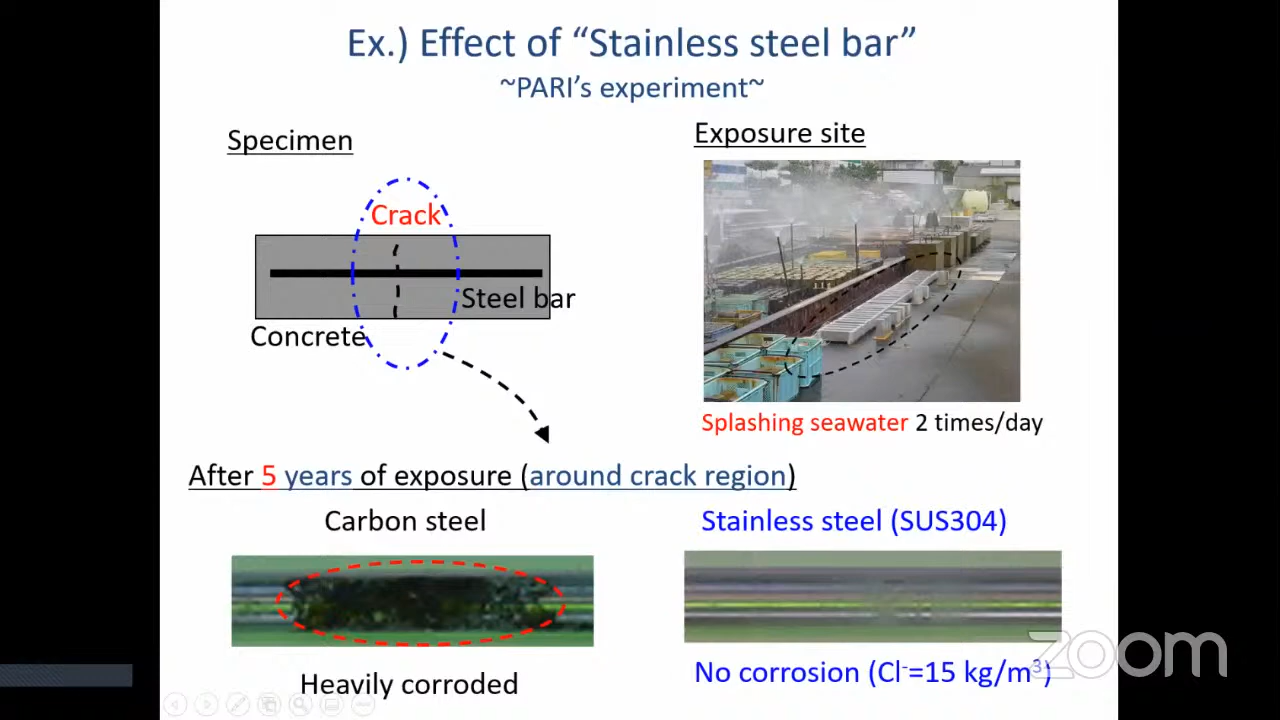 Ex.) Effect of “Stainless steel bar”
~PARI’s experiment~
Specimen
Exposure site
Crack
Steel bar
Concrete
Splashing seawater 2 times/day
After 5 years of exposure (around crack region)
Carbon steel
Stainless steel (SUS304)
Heavily corroded
No corrosion (Cl⁻=15 kg/m³)
zoom